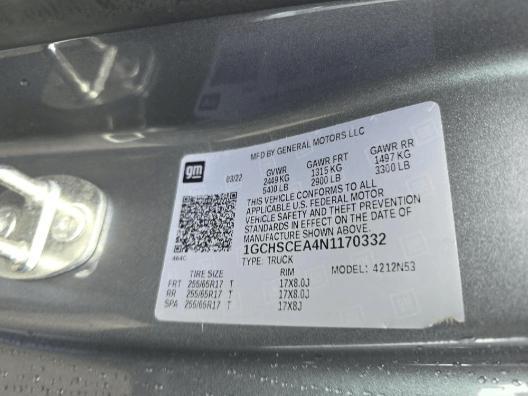 MFD BY GENERAL MOTORS LLC
gm
03/22 GVWR GAWR FRT GAWR RR
2449 KG 1315 KG 1497 KG
5400 LB 2900 LB 3300 LB
THIS VEHICLE CONFORMS TO ALL
APPLICABLE U.S. FEDERAL MOTOR
VEHICLE SAFETY AND THEFT PREVENTION
STANDARDS IN EFFECT ON THE DATE OF
MANUFACTURE SHOWN ABOVE.
1GCHSCEA4N1170332
TYPE: TRUCK MODEL: 4212N53
TIRE SIZE RIM
FRT 255/65R17 T 17X8.0J
RR 255/65R17 T 17X8.0J
SPA 255/65R17 T 17X8J